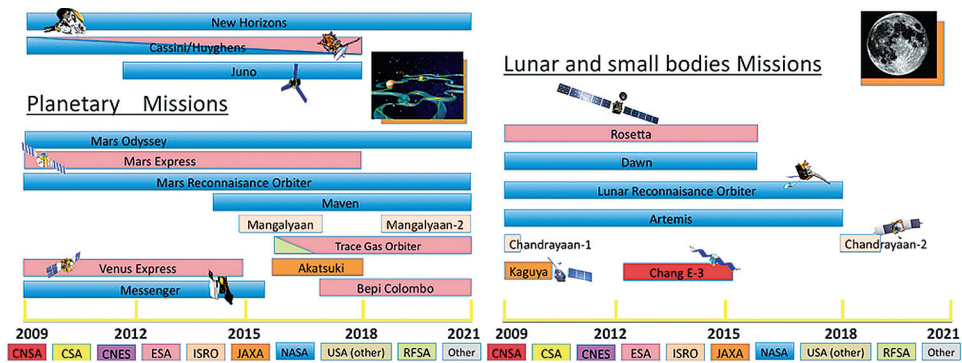 New Horizons
Cassini/Huyghens
Juno
Planetary Missions
Mars Odyssey
Mars Express
Mars Reconnaisance Orbiter
Maven
Mangalyaan
Mangalyaan-2
Trace Gas Orbiter
Venus Express
Akatsuki
Messenger
Bepi Colombo
2009 2012 2015 2018 2021
CNSA CSA CNES ESA ISRO JAXA NASA USA (other) RFSA Other
Lunar and small bodies Missions
Rosetta
Dawn
Lunar Reconnaisance Orbiter
Artemis
Chandrayaan-1
Chandrayaan-2
Kaguya
Chang E-3
2009 2012 2015 2018 2021
CNSA CSA CNES ESA ISRO JAXA NASA USA (other) RFSA Other